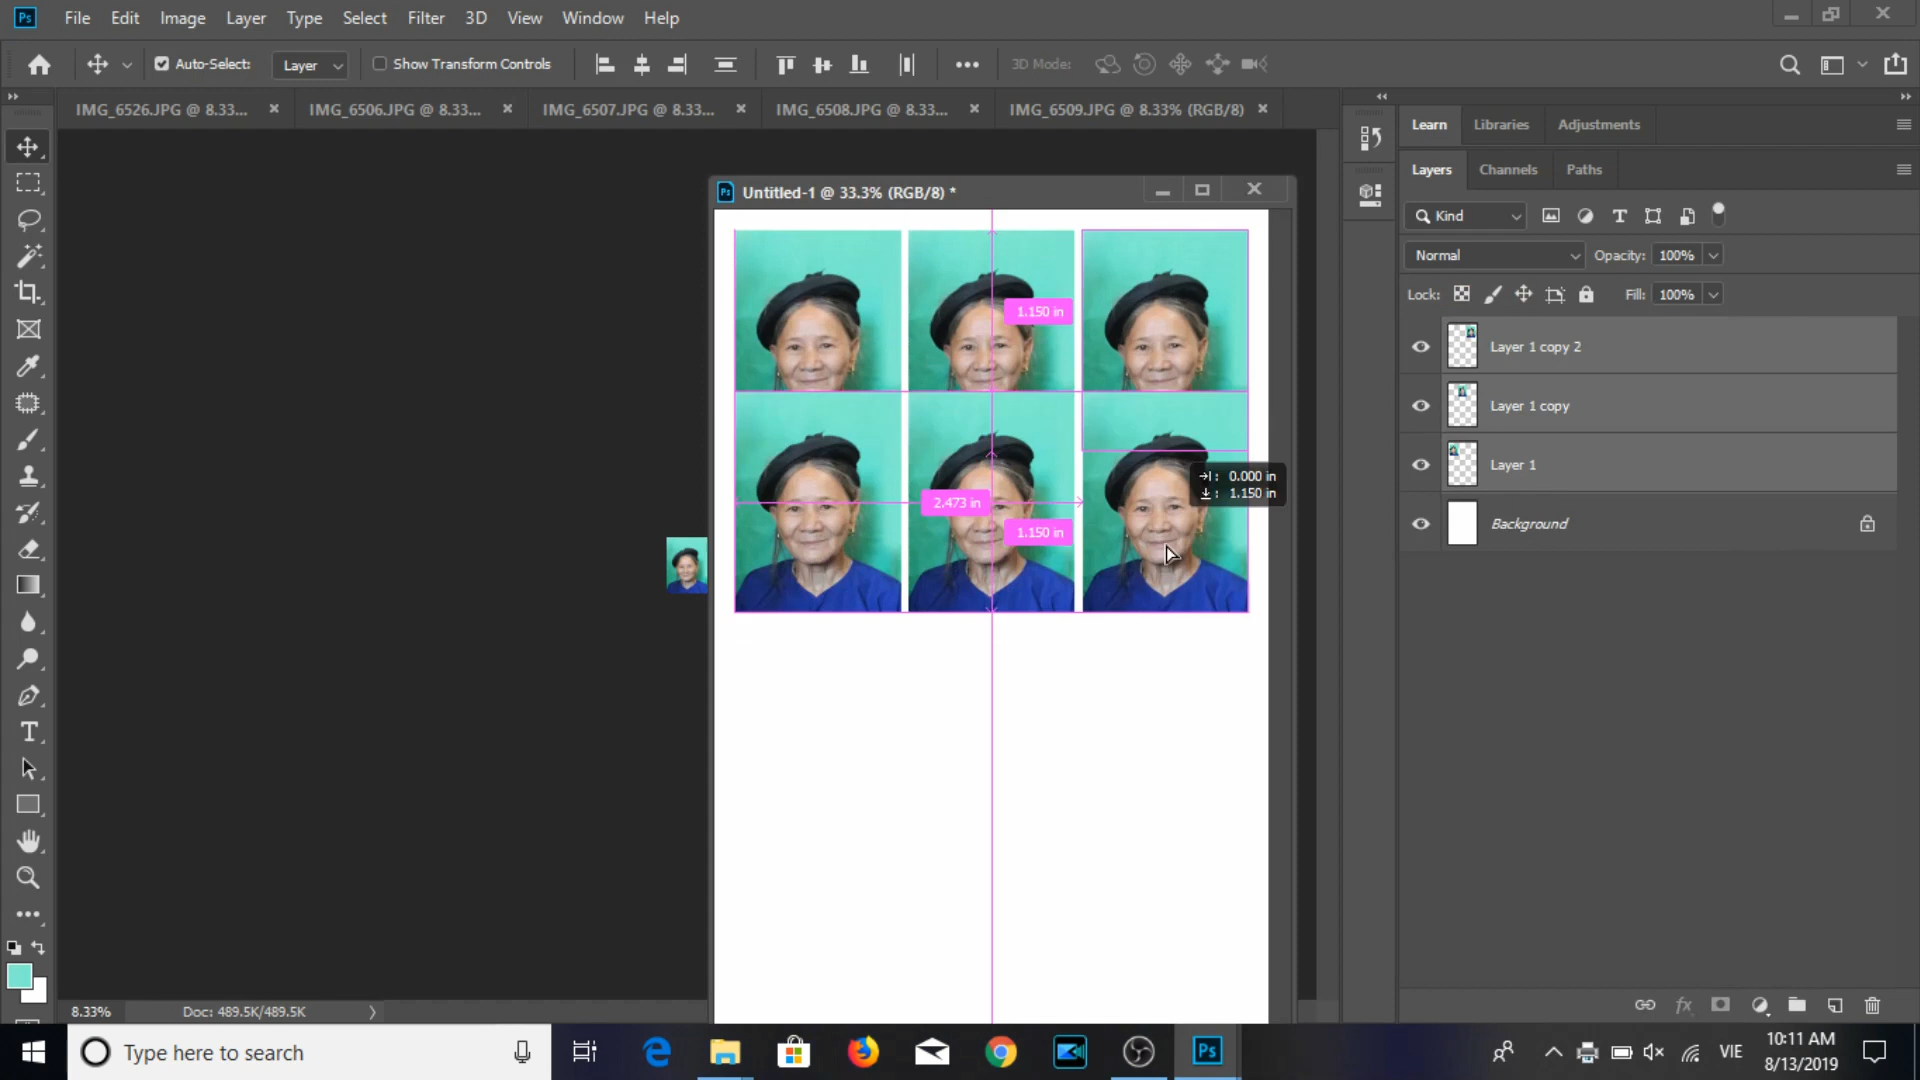 Ps File Edit Image Layer Type Select Filter 3D View Window Help
Auto-Select: Layer Show Transform Controls 3D Mode:
IMG_6526.JPG @ 8.33... IMG_6506.JPG @ 8.33... IMG_6507.JPG @ 8.33... IMG_6508.JPG @ 8.33... IMG_6509.JPG @ 8.33% (RGB/8)
Learn Libraries Adjustments
Layers Channels Paths
Ps Untitled-1 @ 33.3% (RGB/8) *
Kind
Normal Opacity: 100%
Lock: Fill: 100%
1.150 in
Layer 1 copy 2
Layer 1 copy
Layer 1
Background
0.000 in
1.150 in
2.473 in
1.150 in
8.33% Doc: 489.5K/489.5K
Type here to search
Ps
VIE
10:11 AM
8/13/2019